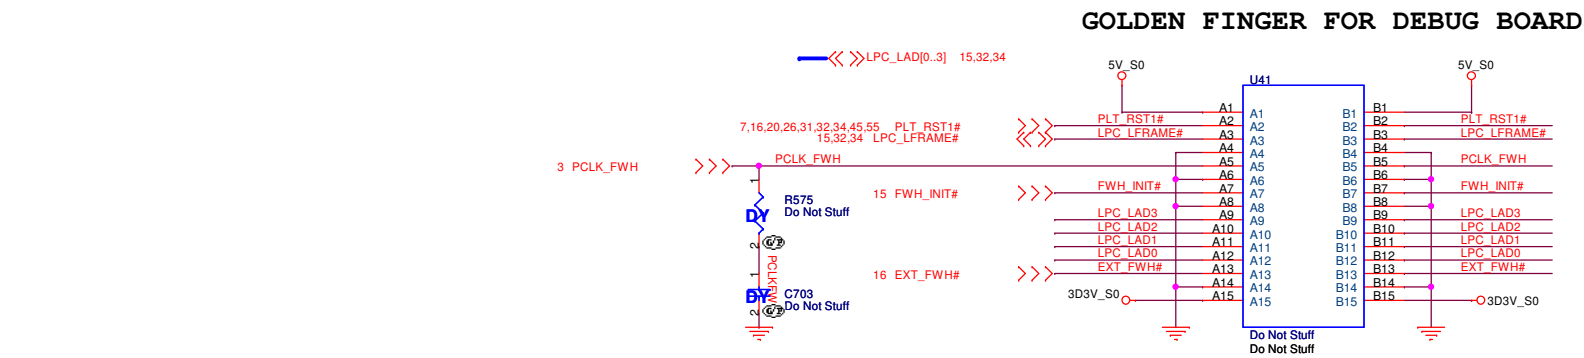 GOLDEN FINGER FOR DEBUG BOARD
LPC_LAD[0..3] 15,32,34
5V_S0 5V_S0
U41
A1 A1 B1 B1
7,16,20,26,31,32,34,45,55 PLT_RST1# PLT_RST1# A2 A2 B2 B2 PLT_RST1#
15,32,34 LPC_LFRAME# LPC_LFRAME# A3 A3 B3 B3 LPC_LFRAME#
A4 A4 B4 B4
3 PCLK_FWH PCLK_FWH A5 A5 B5 B5 PCLK_FWH
A6 A6 B6 B6
1
15 FWH_INIT# FWH_INIT# A7 A7 B7 B7 FWH_INIT#
R575
A8 A8 B8 B8
DY Do Not Stuff
LPC_LAD3 A9 A9 B9 B9 LPC_LAD3
LPC_LAD2 A10 A10 B10 B10 LPC_LAD2
2 G/P LPC_LAD1 A11 A11 B11 B11 LPC_LAD1
LPC_LAD0 A12 A12 B12 B12 LPC_LAD0
1 16 EXT_FWH# EXT_FWH# A13 A13 B13 B13 EXT_FWH#
A14 A14 B14 B14
C703
3D3V_S0 A15 A15 B15 B15 3D3V_S0
DY Do Not Stuff
2 G/P
Do Not Stuff
Do Not Stuff